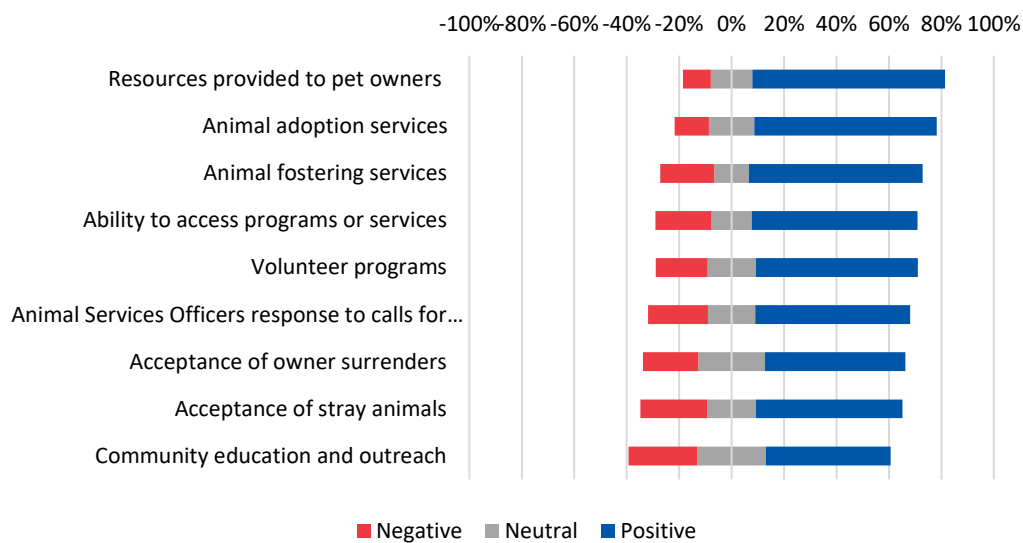 -100%-80% -60% -40% -20% 0% 20% 40% 60% 80% 100%
Resources provided to pet owners
Animal adoption services
Animal fostering services
Ability to access programs or services
Volunteer programs
Animal Services Officers response to calls for…
Acceptance of owner surrenders
Acceptance of stray animals
Community education and outreach
Negative Neutral Positive